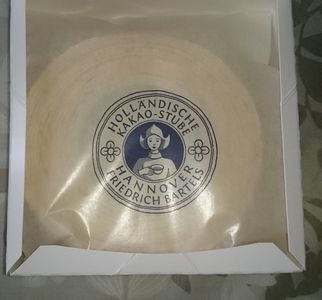 HOLLÄNDISCHE
KAKAO-STUBE
HANNOVER
FRIEDRICH BARTELS